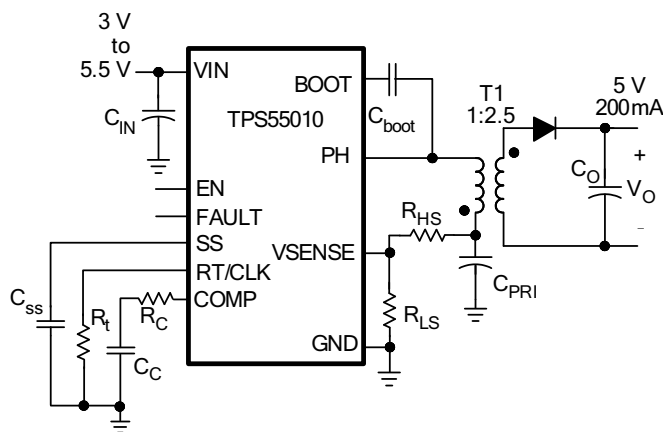 3 V
to
5.5 V
VIN
BOOT
TPS55010
C_IN
C_boot
T1
1:2.5
5 V
200mA
PH
C_O
+
V_O
-
EN
FAULT
R_HS
SS
VSENSE
RT/CLK
C_PRI
COMP
C_ss
R_t
R_C
R_LS
C_C
GND